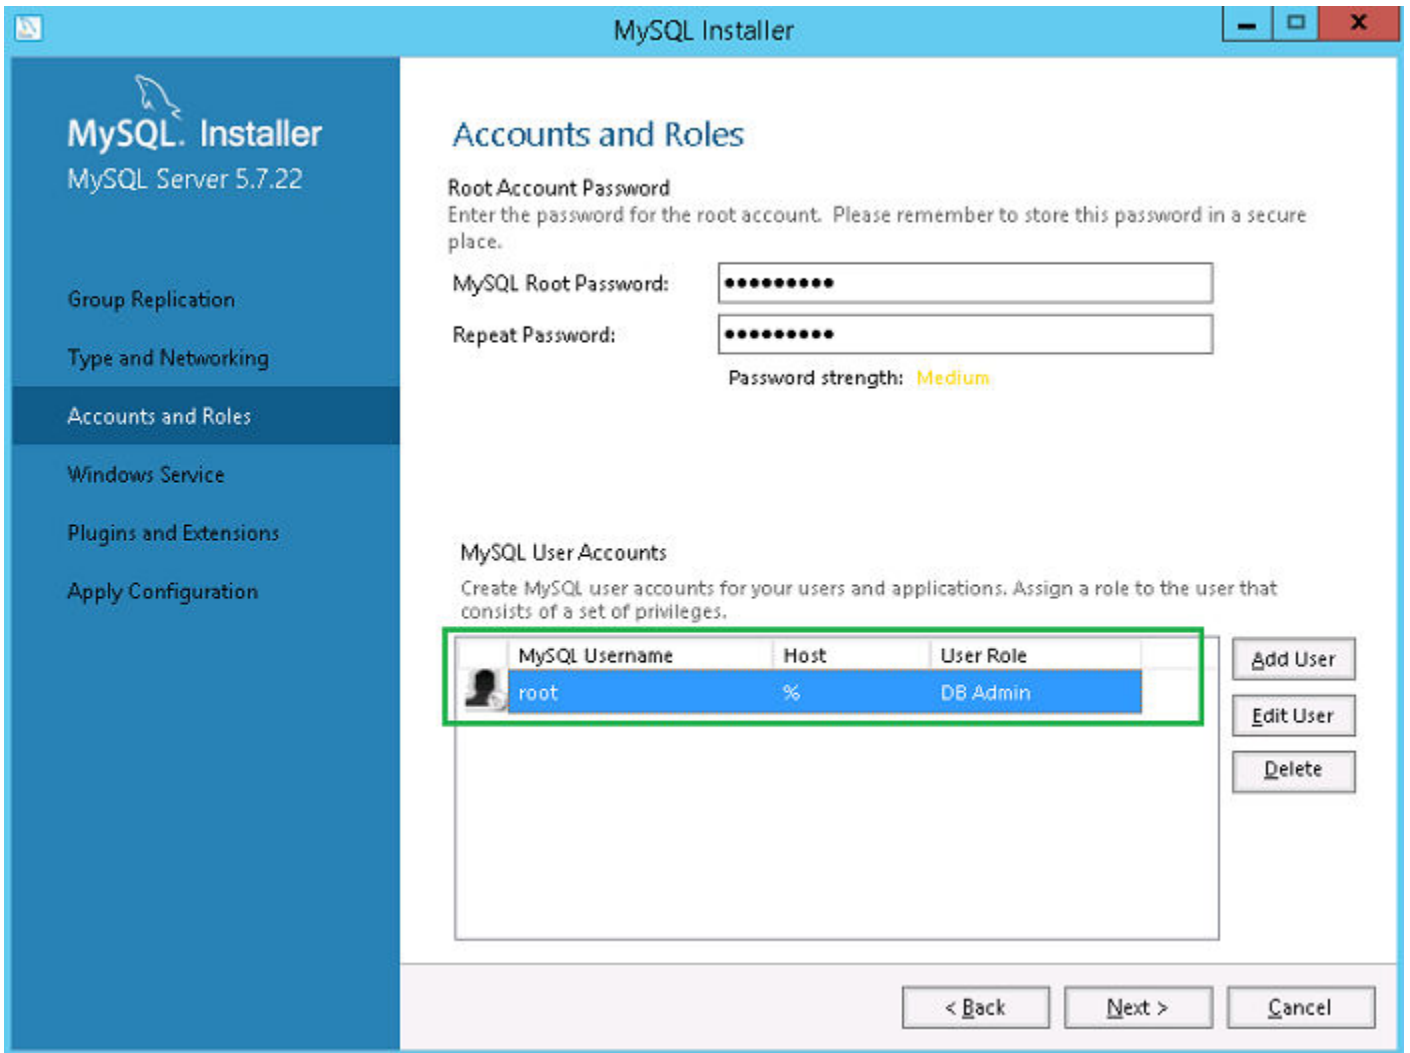 MySQL Installer
MySQL. Installer
MySQL Server 5.7.22
Group Replication
Type and Networking
Accounts and Roles
Windows Service
Plugins and Extensions
Apply Configuration
Accounts and Roles
Root Account Password
Enter the password for the root account. Please remember to store this password in a secure
place.
MySQL Root Password: ●●●●●●●●●
Repeat Password: ●●●●●●●●●
Password strength: Medium
MySQL User Accounts
Create MySQL user accounts for your users and applications. Assign a role to the user that
consists of a set of privileges.
MySQL Username Host User Role
root % DB Admin
Add User
Edit User
Delete
< Back Next > Cancel